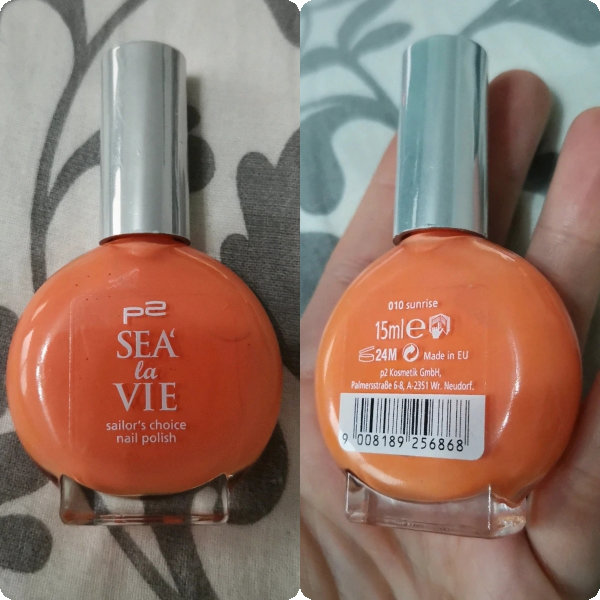 p2
SEA'
la
VIE
sailor's choice
nail polish
010 sunrise
15ml e
24M Made in EU
p2 Kosmetik GmbH,
Palmersstraße 6-8, A-2351 Wr. Neudorf.
9 008189 256868